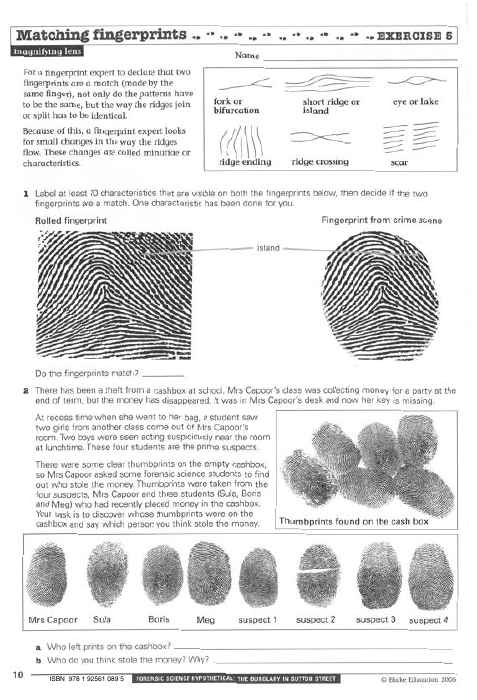 Matching fingerprints
EXERCISE 5
magnifying lens
Name
For a fingerprint expert to declare that two
fingerprints are a match (made by the
same finger), not only do the patterns have
to be the same, but the way the ridges join
or split has to be identical.
Because of this, a fingerprint expert looks
for small changes in the way the ridges
flow. These changes are called minutiae or
characteristics.
fork or
bifurcation
short ridge or
island
eye or lake
ridge ending
ridge crossing
scar
1 Label at least 10 characteristics that are visible on both the fingerprints below, then decide if the two
fingerprints are a match. One characteristic has been done for you.
Rolled fingerprint
Fingerprint from crime scene
island
Do the fingerprints match?
2 There has been a theft from a cashbox at school. Mrs Capoor's class was collecting money for a party at the
end of term, but the money has disappeared. It was in Mrs Capoor's desk and now her key is missing.
At recess time when she went to her bag, a student saw
two girls from another class come out of Mrs Capoor's
room. Two boys were seen acting suspiciously near the room
at lunchtime. These four students are the prime suspects.
There were some clear thumbprints on the empty cashbox,
so Mrs Capoor asked some forensic science students to find
out who stole the money. Thumbprints were taken from the
four suspects, Mrs Capoor and three students (Sula, Boris
and Meg) who had recently placed money in the cashbox.
Your task is to discover whose thumbprints were on the
cashbox and say which person you think stole the money.
Thumbprints found on the cash box
Mrs Capoor
Sula
Boris
Meg
suspect 1
suspect 2
suspect 3
suspect 4
a Who left prints on the cashbox?
b Who do you think stole the money? Why?
10
ISBN 978 1 92561 089 5
FORENSIC SCIENCE HYPOTHETICAL: THE BURGLARY IN SUTTON STREET
© Blake Education 2006